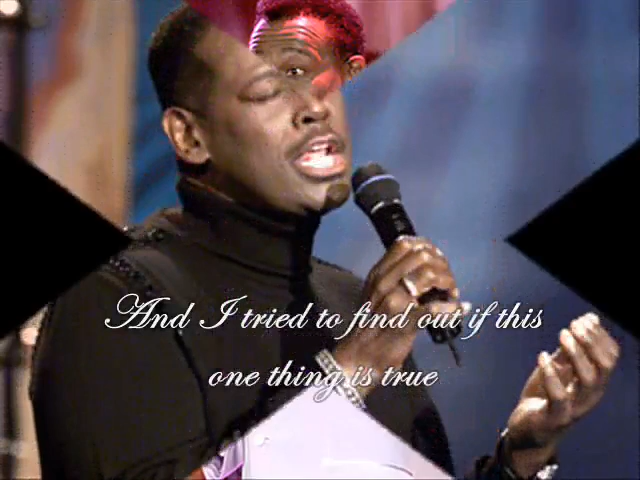 And I tried to find out if this
one thing is true